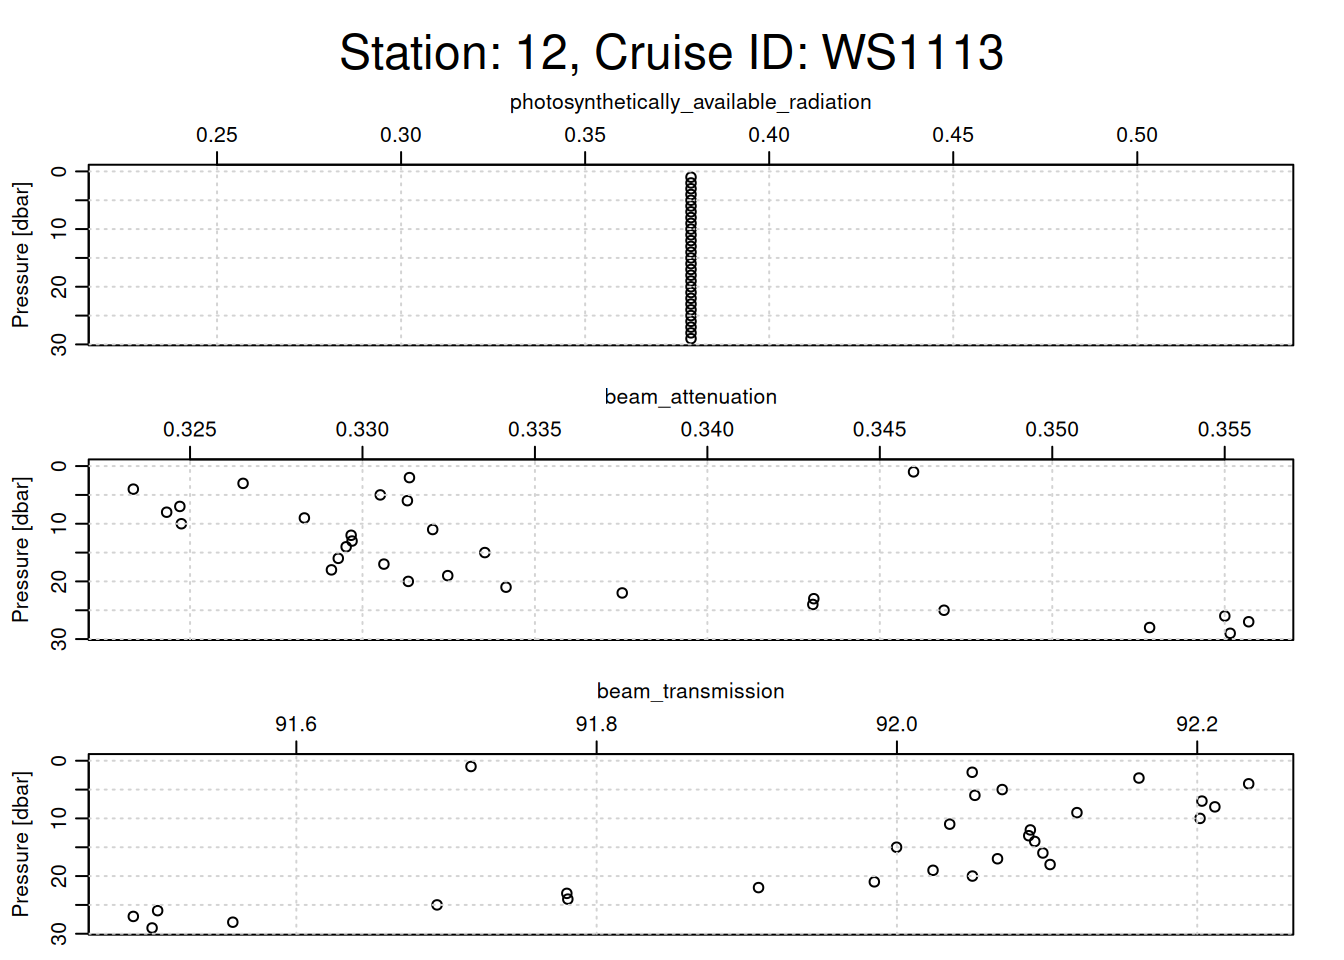 Station: 12, Cruise ID: WS1113
photosynthetically_available_radiation
0.25 0.30 0.35 0.40 0.45 0.50
Pressure [dbar]
0
10
20
30
beam_attenuation
0.325 0.330 0.335 0.340 0.345 0.350 0.355
Pressure [dbar]
0
10
20
30
beam_transmission
91.6 91.8 92.0 92.2
Pressure [dbar]
0
10
20
30